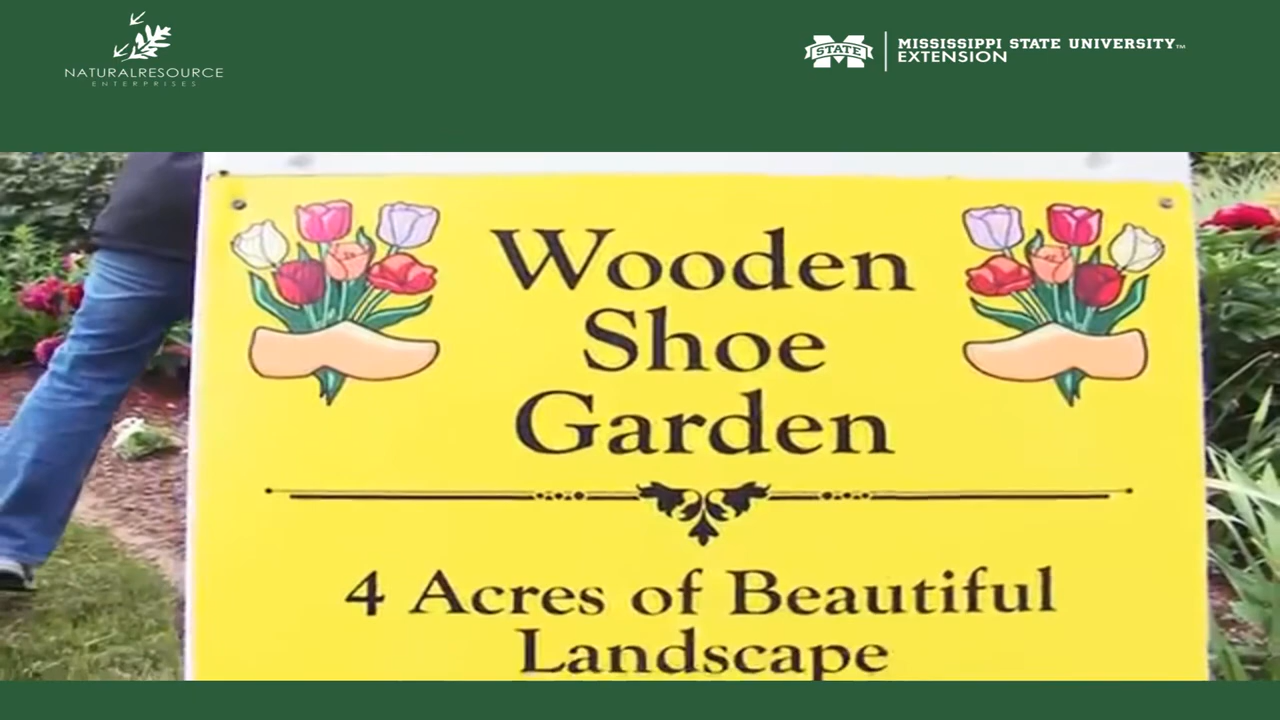 NATURALRESOURCE
ENTERPRISES
STATE
MISSISSIPPI STATE UNIVERSITY™
EXTENSION
Wooden
Shoe
Garden
4 Acres of Beautiful
Landscape